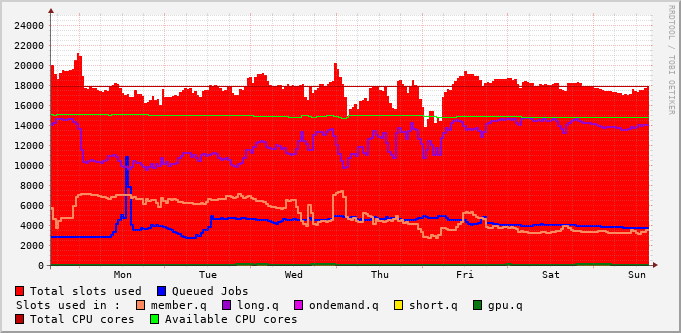 24000
22000
20000
18000
16000
14000
12000
10000
8000
6000
4000
2000
0
Mon Tue Wed Thu Fri Sat Sun
Total slots used Queued Jobs
Slots used in : member.q long.q ondemand.q short.q gpu.q
Total CPU cores Available CPU cores
RRDTOOL / TOBI OETIKER